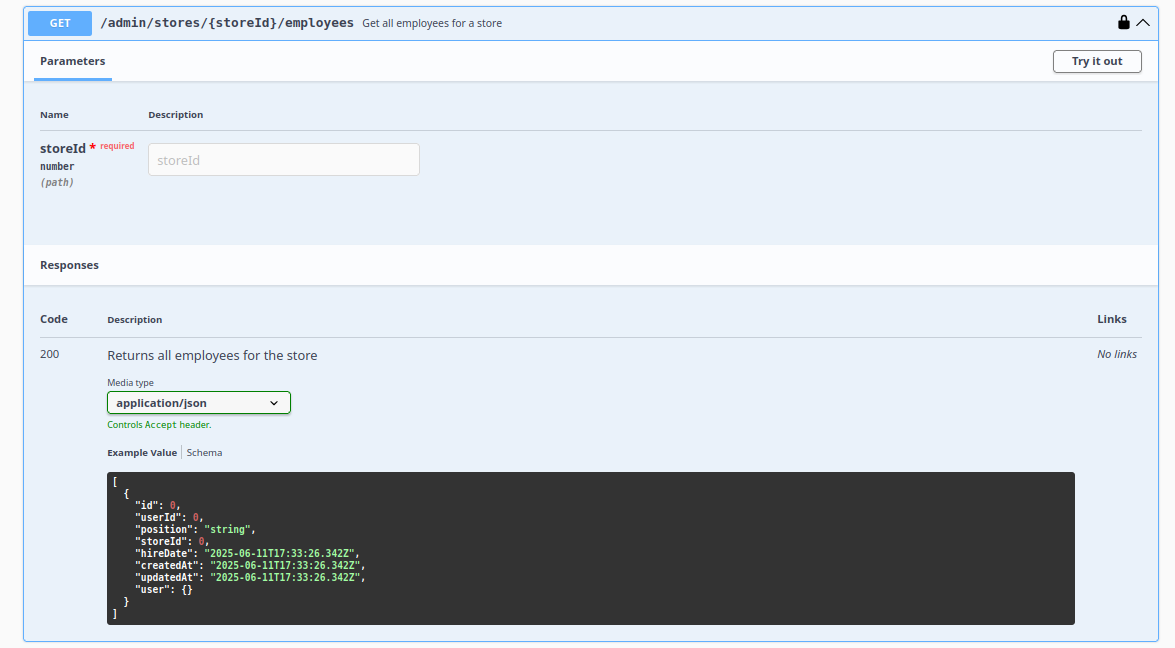 GET /admin/stores/{storeId}/employees Get all employees for a store
Parameters
Try it out
Name Description
storeId * required
storeId
number
(path)
Responses
Code Description Links
200 Returns all employees for the store No links
Media type
application/json
Controls Accept header.
Example Value Schema
[
  {
    "id": 0,
    "userId": 0,
    "position": "string",
    "storeId": 0,
    "hireDate": "2025-06-11T17:33:26.342Z",
    "createdAt": "2025-06-11T17:33:26.342Z",
    "updatedAt": "2025-06-11T17:33:26.342Z",
    "user": {}
  }
]